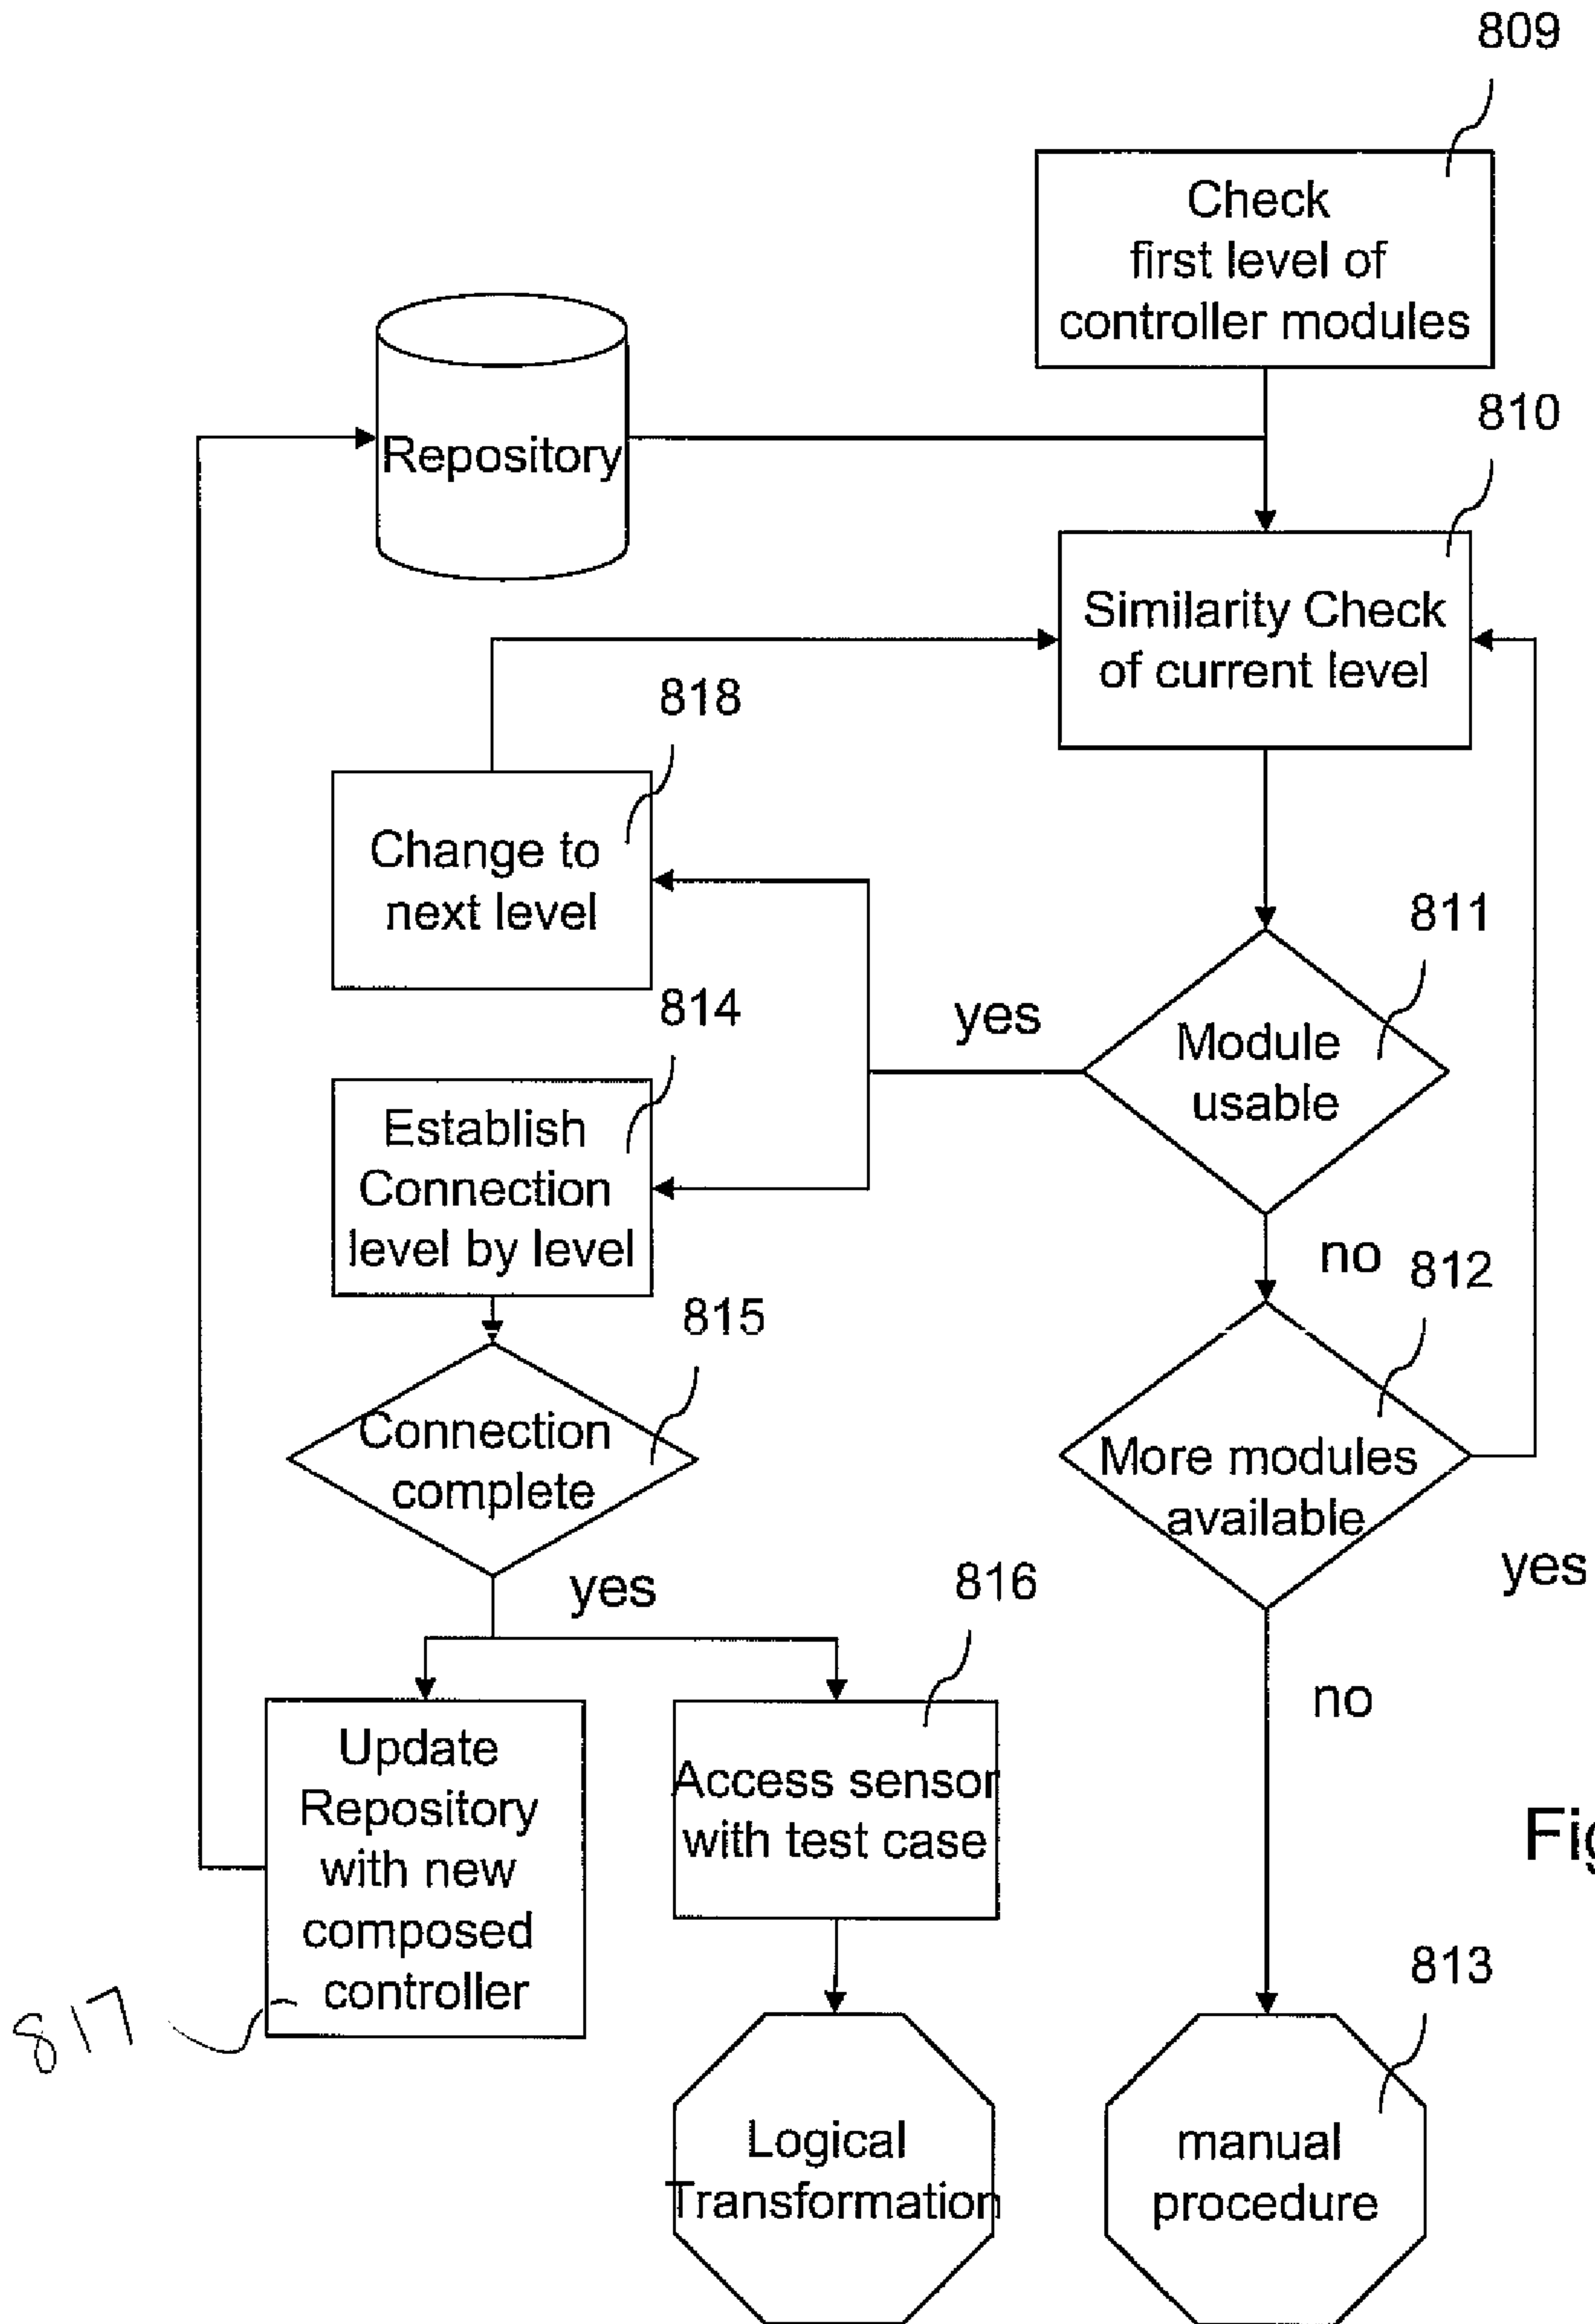 809
Check
first level of
controller modules
Repository
810
Similarity Check
of current level
818
Change to
next level
811
Module
usable
yes
814
Establish
Connection
level by level
no
812
More modules
available
yes
815
Connection
complete
yes
816
Access sensor
with test case
no
Update
Repository
with new
composed
controller
817
Logical
Transformation
813
manual
procedure